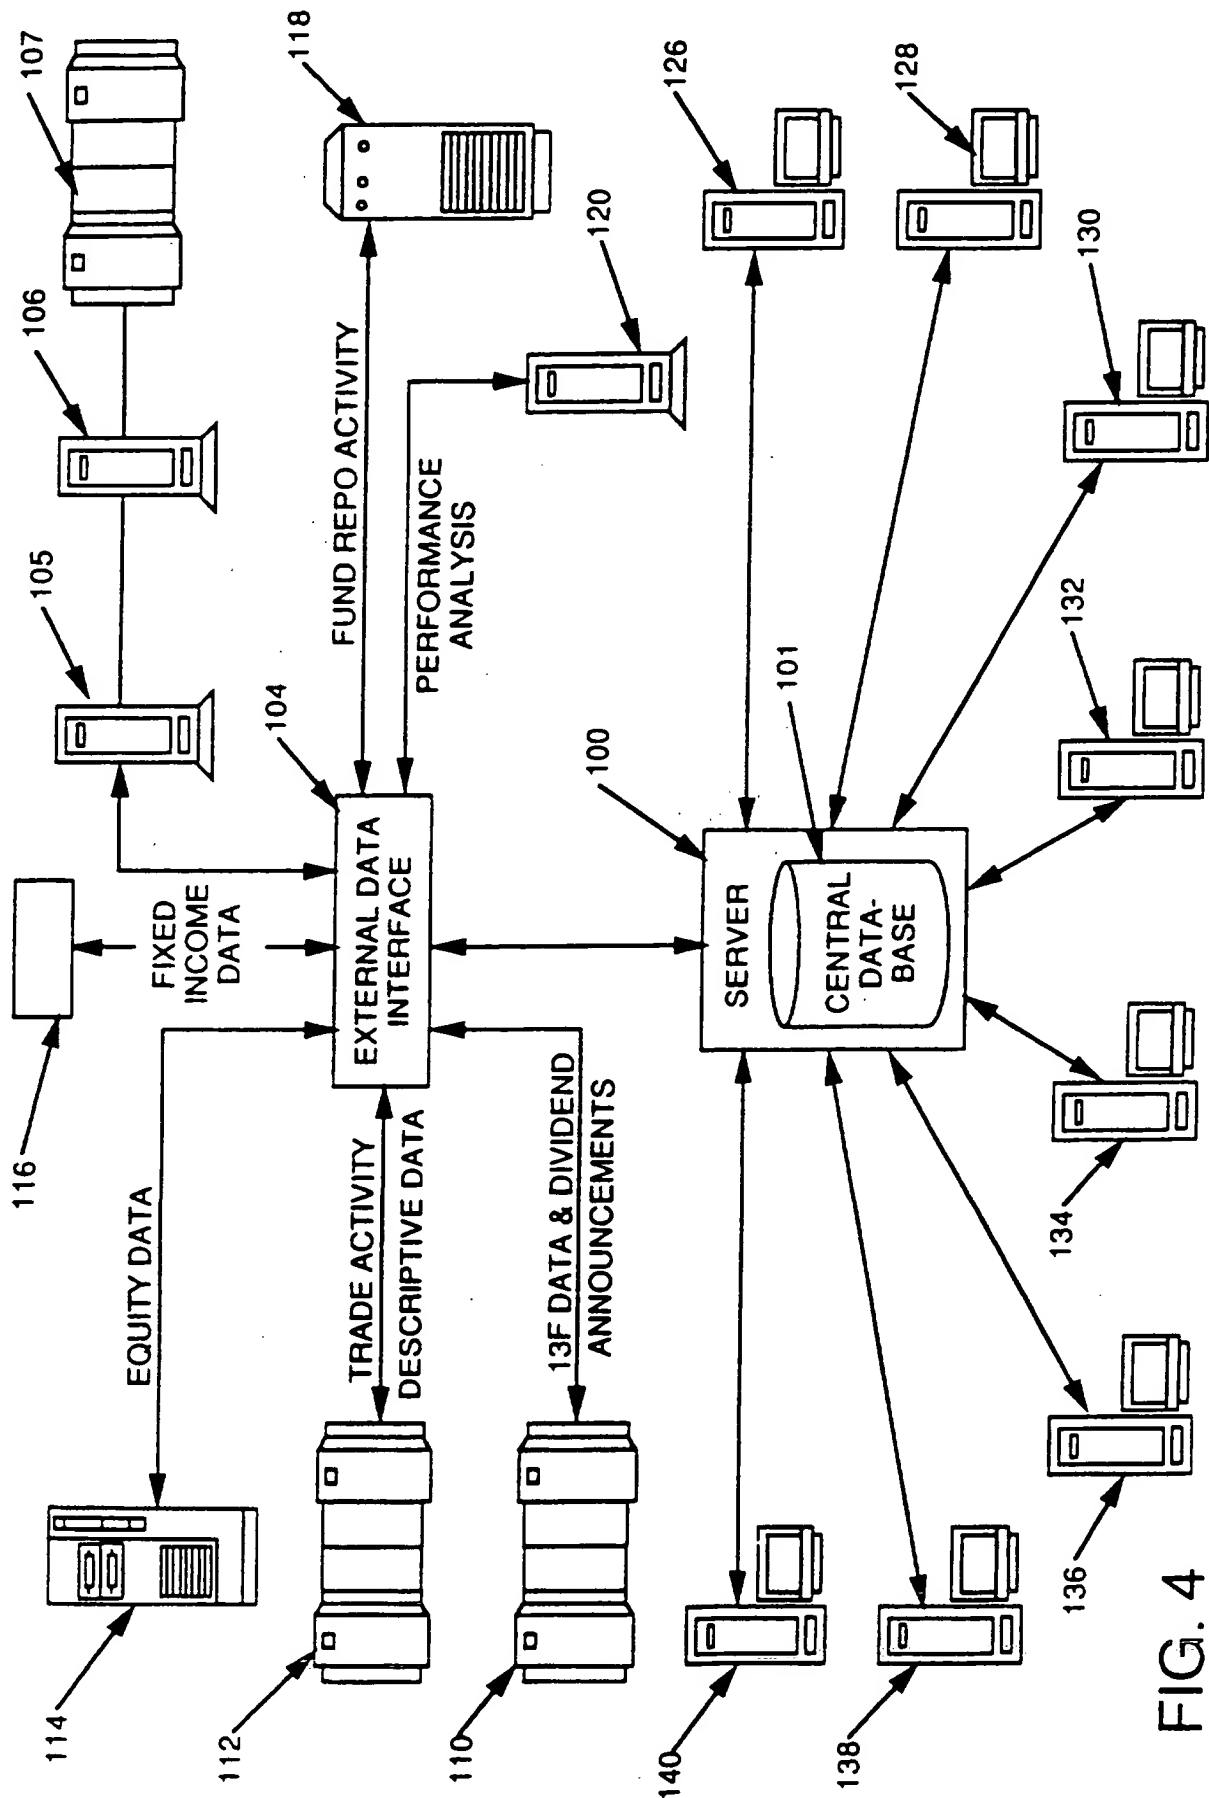 114
EQUITY DATA
116
FIXED
INCOME
DATA
105
106
107
112
TRADE ACTIVITY
DESCRIPTIVE DATA
EXTERNAL DATA
INTERFACE
104
FUND REPO ACTIVITY
118
PERFORMANCE
ANALYSIS
120
110
13F DATA & DIVIDEND
ANNOUNCEMENTS
140
SERVER
100
CENTRAL
DATA-
BASE
101
126
128
138
136
134
132
130
FIG. 4